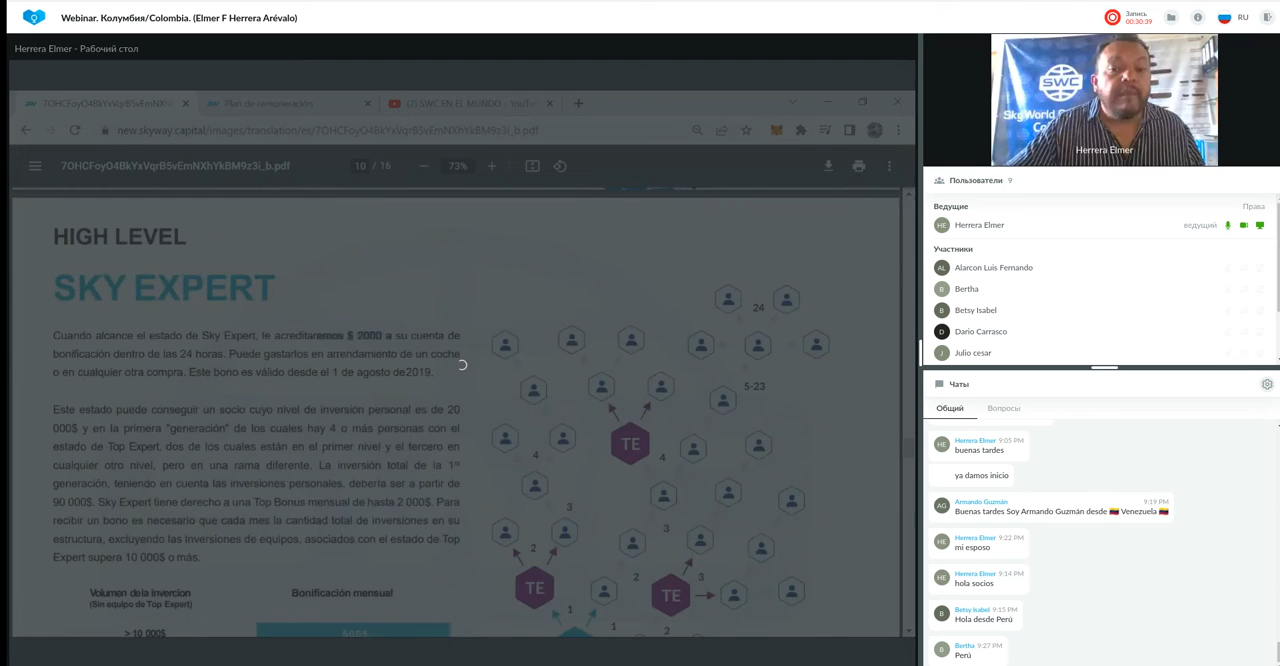 Webinar. Колумбия/Colombia. (Elmer F Herrera Arévalo)
Запись
00:30:39
RU
Herrera Elmer - Рабочий стол
7OHCFoyO4BkYxVqrB5vEmNXH
Plan de remuneración
(2) SWC EN EL MUNDO - YouTu
new.skyway.capital/images/translation/es/7OHCFoyO4BkYxVqrB5vEmNXhYkBM9z3i_b.pdf
7OHCFoyO4BkYxVqrB5vEmNXhYkBM9z3i_b.pdf
10 / 16
73%
HIGH LEVEL
SKY EXPERT
Cuando alcance el estado de Sky Expert, le acreditaremos $ 2000 a su cuenta de
bonificación dentro de las 24 horas. Puede gastarlos en arrendamiento de un coche
o en cualquier otra compra. Este bono es válido desde el 1 de agosto de2019.
Este estado puede conseguir un socio cuyo nivel de inversión personal es de 20
000$ y en la primera "generación" de los cuales hay 4 o más personas con el
estado de Top Expert, dos de los cuales están en el primer nivel y el tercero en
cualquier otro nivel, pero en una rama diferente. La inversión total de la 1ra
generación, teniendo en cuenta las inversiones personales, debería ser a partir de
90 000$. Sky Expert tiene derecho a una Top Bonus mensual de hasta 2 000$. Para
recibir un bono es necesario que cada mes la cantidad total de inversiones en su
estructura, excluyendo las Inversiones de equipos, asociados con el estado de Top
Expert supera 10 000$ o más.
Volumen de la invercion
(Sin equipo de Top Expert)
Bonificación mensual
> 10 000$
24
5-23
TE
4
4
3
3
2
TE
2
TE
3
1
1
2
SWC
Herrera Elmer
Пользователи 9
Ведущие
Права
HE
Herrera Elmer
ведущий
Участники
AL
Alarcon Luis Fernando
B
Bertha
B
Betsy Isabel
D
Dario Carrasco
J
Julio cesar
Чаты
Общий
Вопросы
HE
Herrera Elmer 9:05 PM
buenas tardes
ya damos inicio
AG
Armando Guzmán 9:19 PM
Buenas tardes Soy Armando Guzmán desde 🇻🇪 Venezuela 🇻🇪
HE
Herrera Elmer 9:22 PM
mi esposo
HE
Herrera Elmer 9:14 PM
hola socios
B
Betsy Isabel 9:15 PM
Hola desde Perú
B
Bertha 9:27 PM
Perú